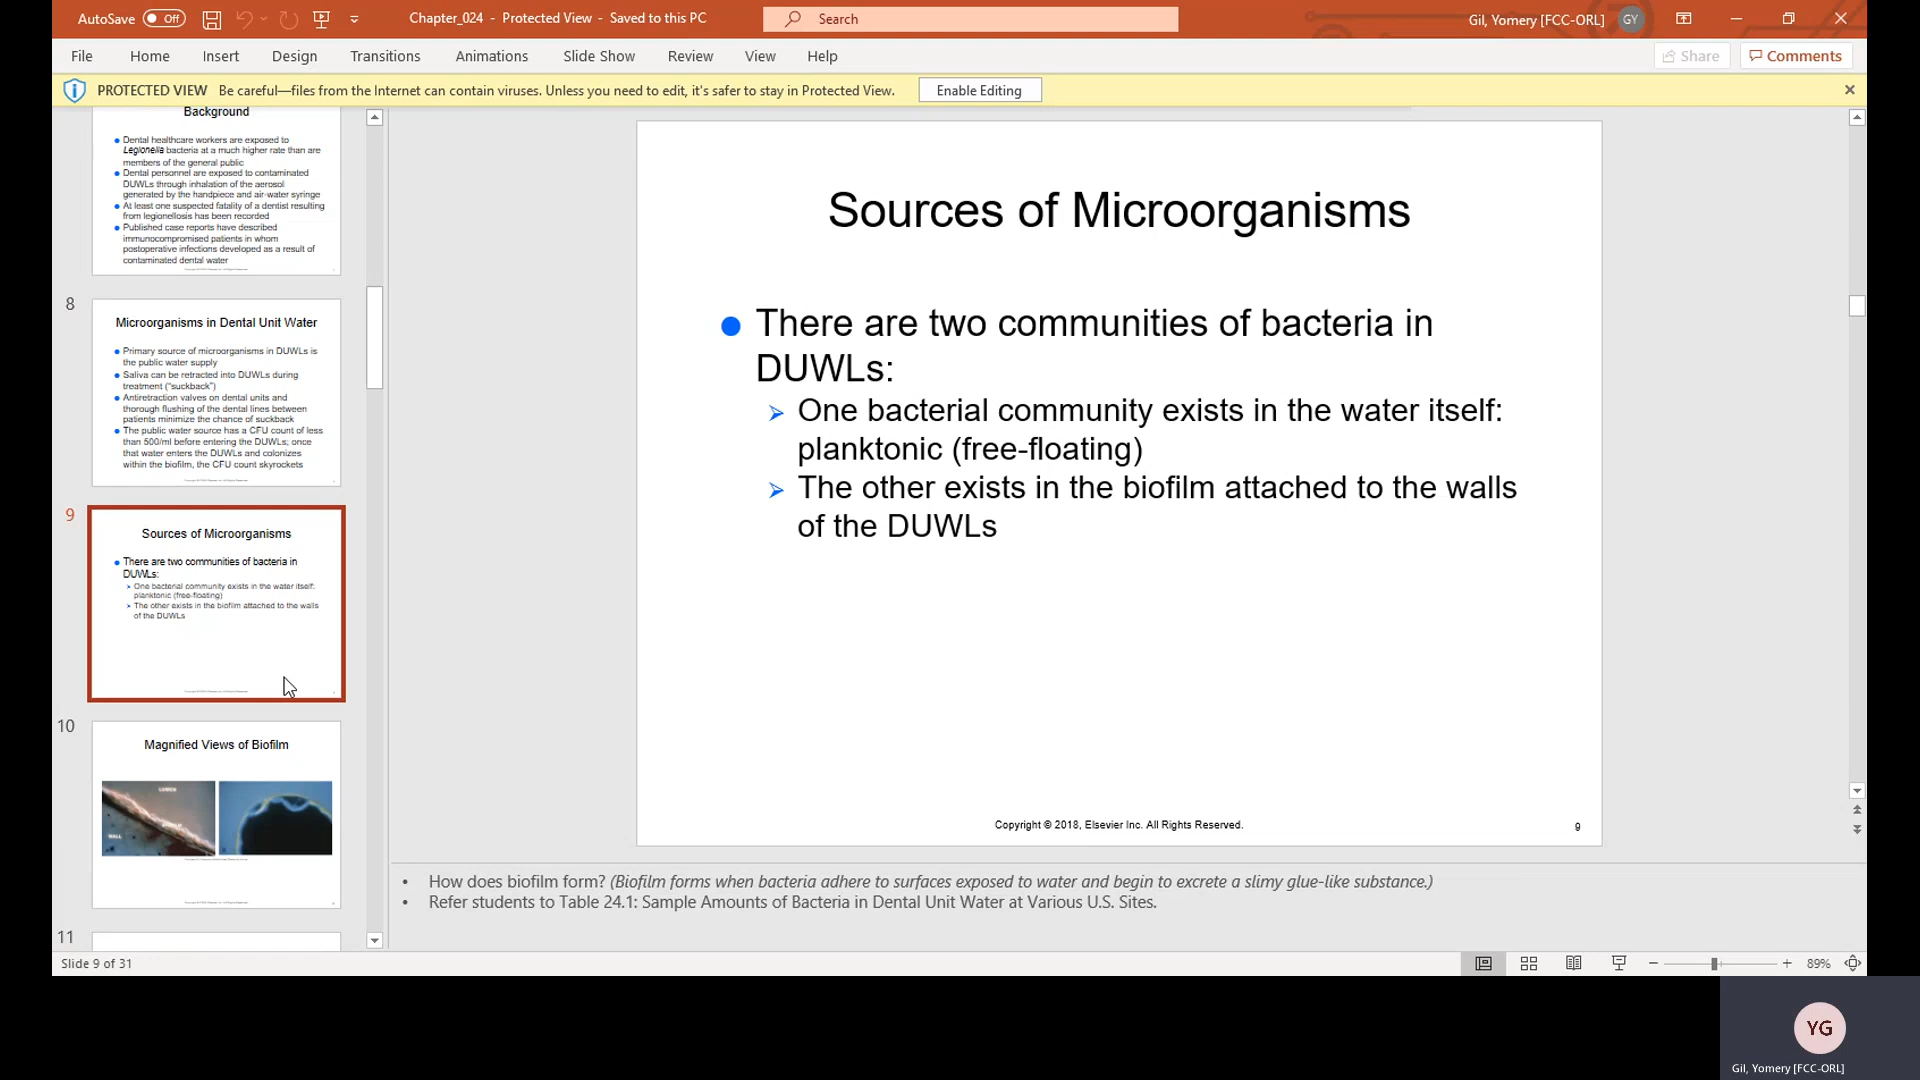 AutoSave Off
Chapter_024 - Protected View - Saved to this PC
Search
Gil, Yomery [FCC-ORL] GY
File Home Insert Design Transitions Animations Slide Show Review View Help
Share Comments
PROTECTED VIEW Be careful—files from the Internet can contain viruses. Unless you need to edit, it's safer to stay in Protected View. Enable Editing
Background
Dental healthcare workers are exposed to
Legionella bacteria at a much higher rate than are
members of the general public
Dental personnel are exposed to contaminated
DUWLs through inhalation of the aerosol
generated by the handpiece and air-water syringe
At least one suspected fatality of a dentist resulting
from legionellosis has been recorded
Published case reports have described
immunocompromised patients in whom
postoperative infections developed as a result of
contaminated dental water
8
Microorganisms in Dental Unit Water
Primary source of microorganisms in DUWLs is
the public water supply
Saliva can be retracted into DUWLs during
treatment ("suckback")
Antiretraction valves on dental units and
thorough flushing of the dental lines between
patients minimize the chance of suckback
The public water source has a CFU count of less
than 500/ml before entering the DUWLs; once
that water enters the DUWLs and colonizes
within the biofilm, the CFU count skyrockets
9
Sources of Microorganisms
There are two communities of bacteria in
DUWLs:
One bacterial community exists in the water itself:
planktonic (free-floating)
The other exists in the biofilm attached to the walls
of the DUWLs
10
Magnified Views of Biofilm
LUMEN
WALL
11
Sources of Microorganisms
There are two communities of bacteria in
DUWLs:
One bacterial community exists in the water itself:
planktonic (free-floating)
The other exists in the biofilm attached to the walls
of the DUWLs
Copyright © 2018, Elsevier Inc. All Rights Reserved.
9
• How does biofilm form? (Biofilm forms when bacteria adhere to surfaces exposed to water and begin to excrete a slimy glue-like substance.)
• Refer students to Table 24.1: Sample Amounts of Bacteria in Dental Unit Water at Various U.S. Sites.
Slide 9 of 31
89%
YG
Gil, Yomery [FCC-ORL]